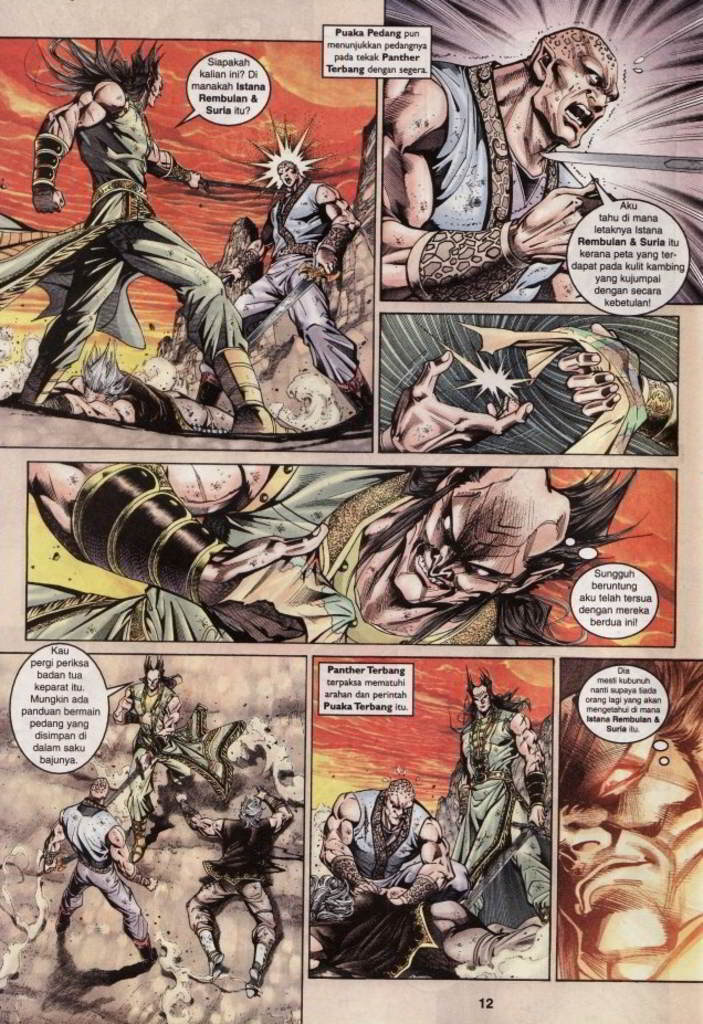 Siapakah
kalian ini? Di
manakah Istana
Rembulan &
Suria itu?
Puaka Pedang pun
menunjukkan pedangnya
pada tekak Panther
Terbang dengan segera.
Aku
tahu di mana
letaknya Istana
Rembulan & Suria itu
kerana peta yang ter-
dapat pada kulit kambing
yang kujumpai
dengan secara
kebetulan!
Sungguh
beruntung
aku telah tersua
dengan mereka
berdua ini!
Kau
pergi periksa
badan tua
keparat itu.
Mungkin ada
panduan bermain
pedang yang
disimpan di
dalam saku
bajunya.
Panther Terbang
terpaksa mematuhi
arahan dan perintah
Puaka Terbang itu.
Dia
mesti kubunuh
nanti supaya tiada
orang lagi yang akan
mengetahui di mana
Istana Rembulan &
Suria itu.
12